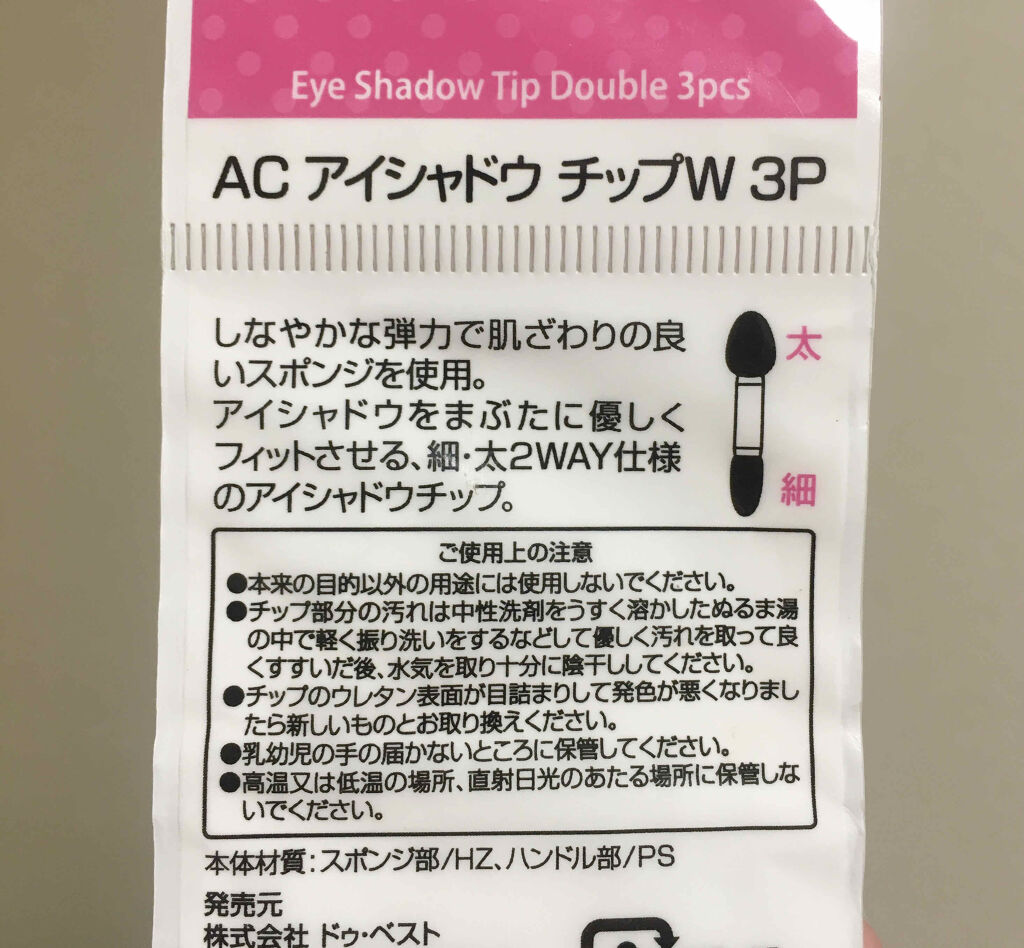 Eye Shadow Tip Double 3pcs
AC アイシャドウ チップW 3P
しなやかな弾力で肌ざわりの良
いスポンジを使用。
アイシャドウをまぶたに優しく
フィットさせる、細・太2WAY仕様
のアイシャドウチップ。
太
細
ご使用上の注意
●本来の目的以外の用途には使用しないでください。
●チップ部分の汚れは中性洗剤をうすく溶かしたぬるま湯
の中で軽く振り洗いをするなどして優しく汚れを取って良
くすすいだ後、水気を取り十分に陰干ししてください。
●チップのウレタン表面が目詰まりして発色が悪くなりまし
たら新しいものとお取り換えください。
●乳幼児の手の届かないところに保管してください。
●高温又は低温の場所、直射日光のあたる場所に保管しな
いでください。
本体材質：スポンジ部/HZ、ハンドル部/PS
発売元
株式会社 ドゥ・ベスト